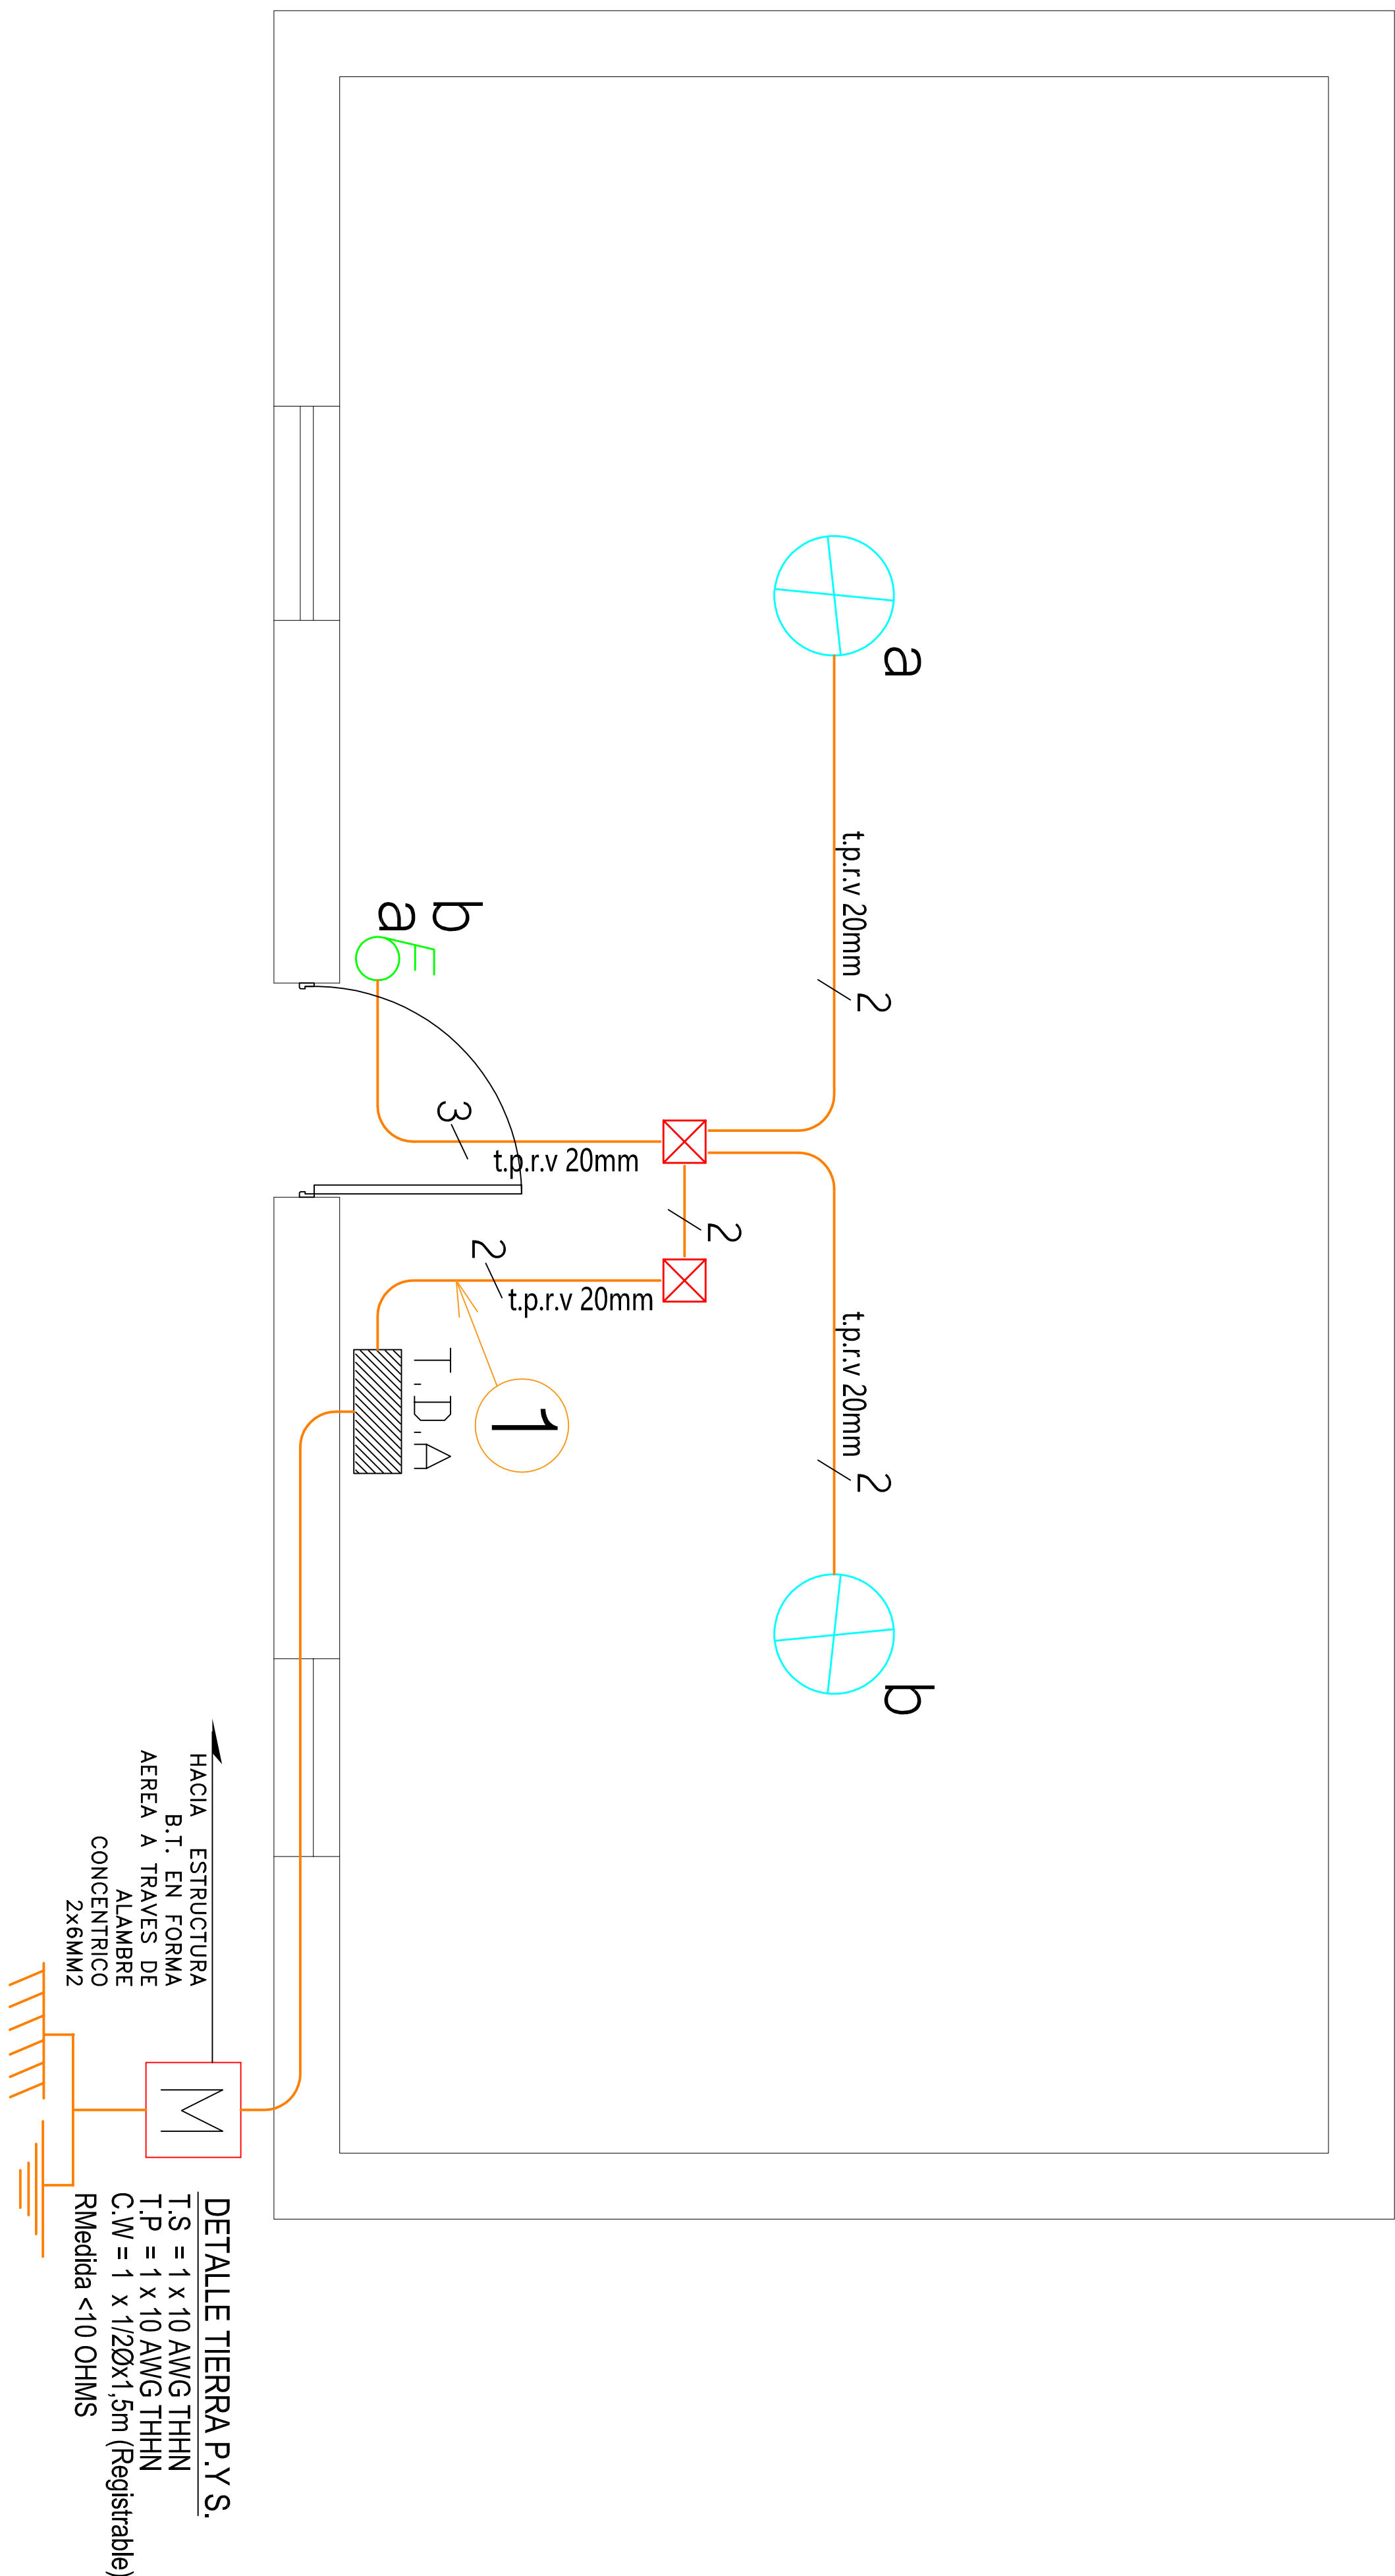 a
t.p.r.v 20mm
2
b
a
3
t.p.r.v 20mm
2
2
t.p.r.v 20mm
t.p.r.v 20mm
2
T.D.A
1
b
HACIA ESTRUCTURA
B.T. EN FORMA
AEREA A TRAVES DE
ALAMBRE
CONCENTRICO
2x6MM2
M
DETALLE TIERRA P.Y S.
T.S = 1 x 10 AWG THHN
T.P = 1 x 10 AWG THHN
C.W = 1 x 1/2Øx1,5m (Registrable)
RMedida <10 OHMS